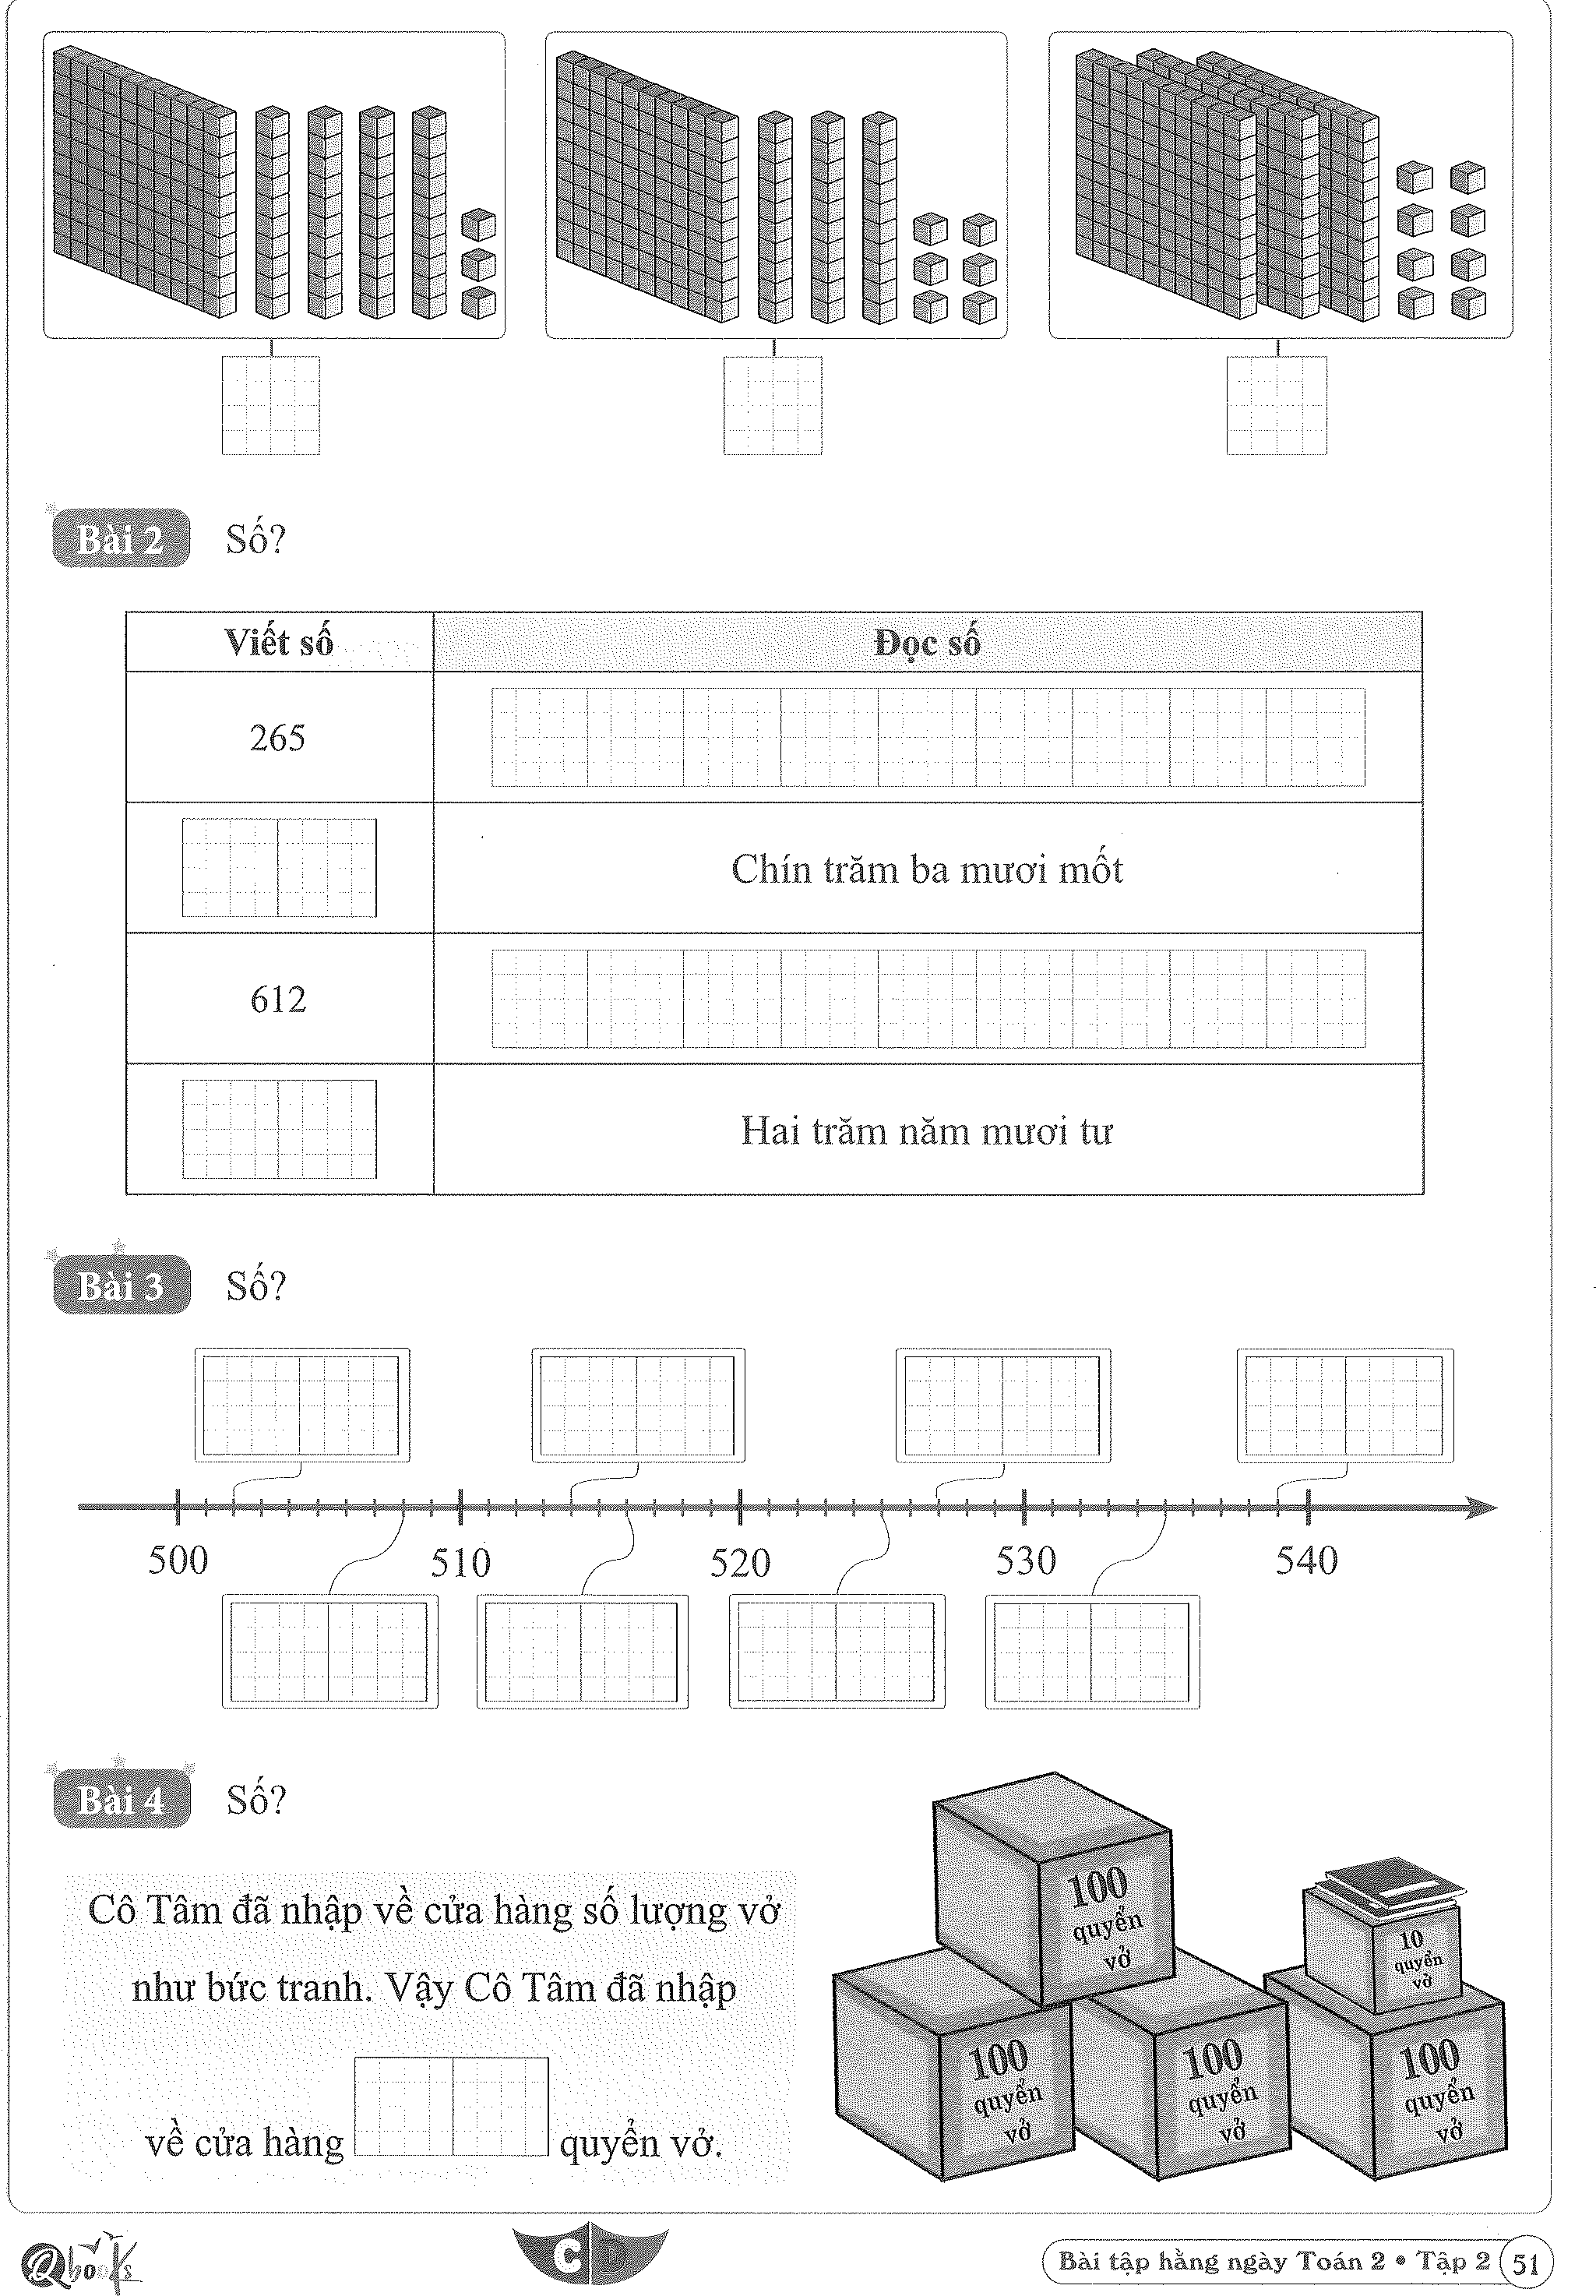 Bài 2 Số?
Viết số Đọc số
265
Chín trăm ba mươi mốt
612
Hai trăm năm mươi tư
Bài 3 Số?
500 510 520 530 540
Bài 4 Số?
Cô Tâm đã nhập về cửa hàng số lượng vở
như bức tranh. Vậy Cô Tâm đã nhập
về cửa hàng quyển vở.
100
quyển
vở
10
quyển
vở
100
quyển
vở
100
quyển
vở
100
quyển
vở
Qbooks
CD
Bài tập hằng ngày Toán 2 • Tập 2 51